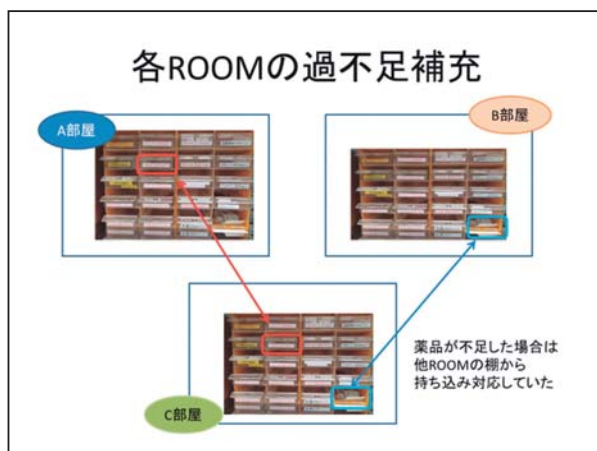 各ROOMの過不足補充
A部屋
B部屋
C部屋
薬品が不足した場合は
他ROOMの棚から
持ち込み対応していた